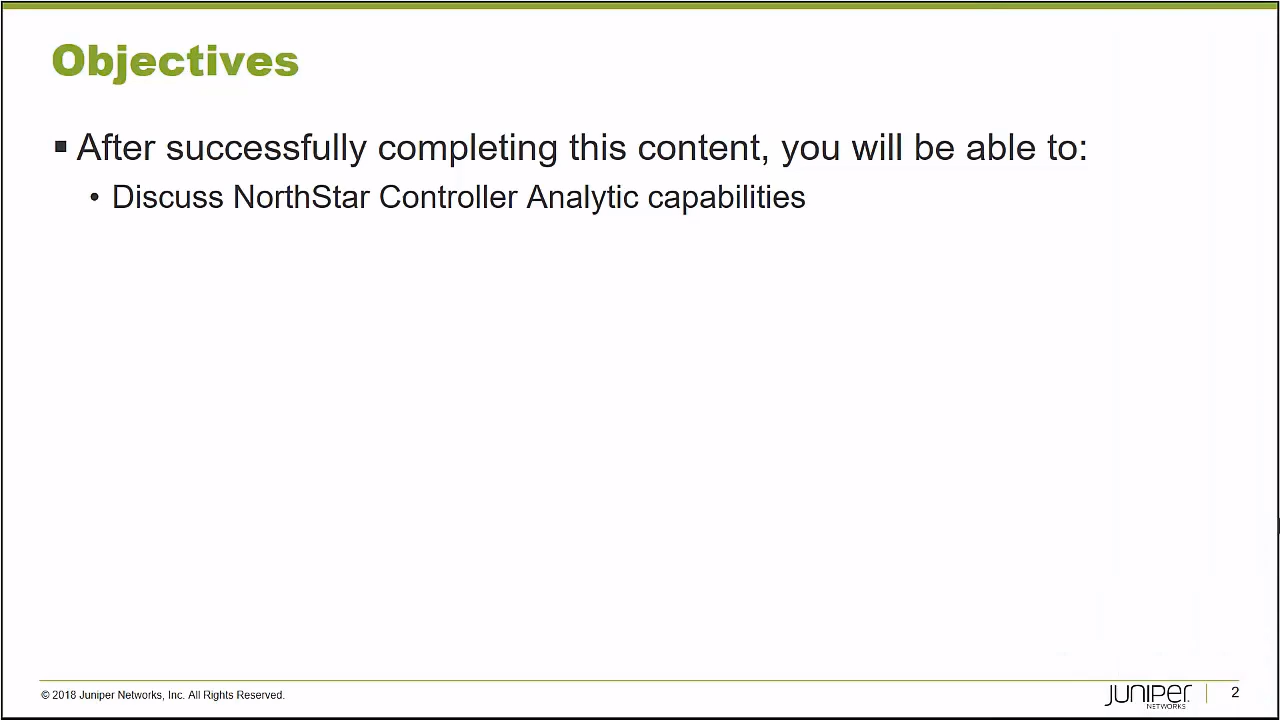 Objectives
▪ After successfully completing this content, you will be able to:
• Discuss NorthStar Controller Analytic capabilities
© 2018 Juniper Networks, Inc. All Rights Reserved.
JUNIPER
NETWORKS
2